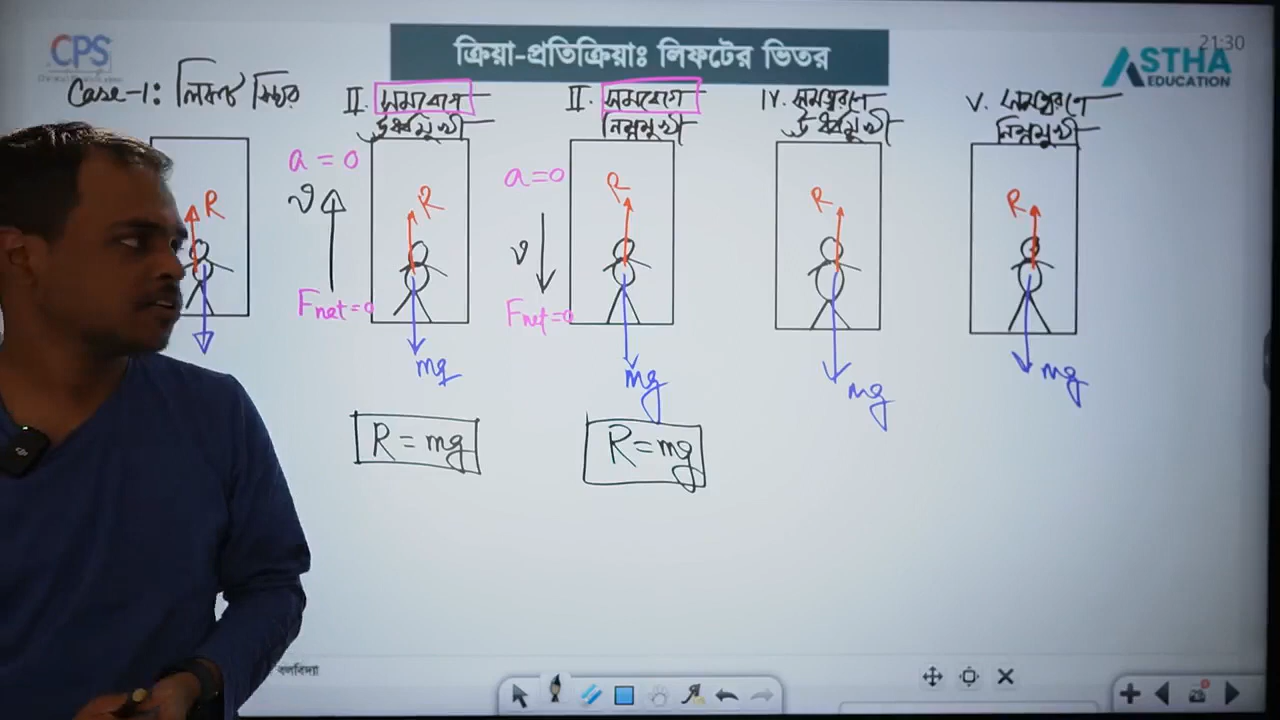 CPS
ক্রিয়া-প্রতিক্রিয়াঃ লিফটের ভিতর
21:30
ASTHA
EDUCATION
Case-1: লিফট স্থির
II. সমবেগে
ঊর্ধ্বমুখী
II. সমবেগে
নিম্নমুখী
IV. সমত্বরণে
ঊর্ধ্বমুখী
V. সমত্বরণে
নিম্নমুখী
R
a = 0
v
R
Fnet=0
mg
R = mg
a=0
v
R
Fnet=0
mg
R=mg
R
mg
R
mg
বলবিদ্যা